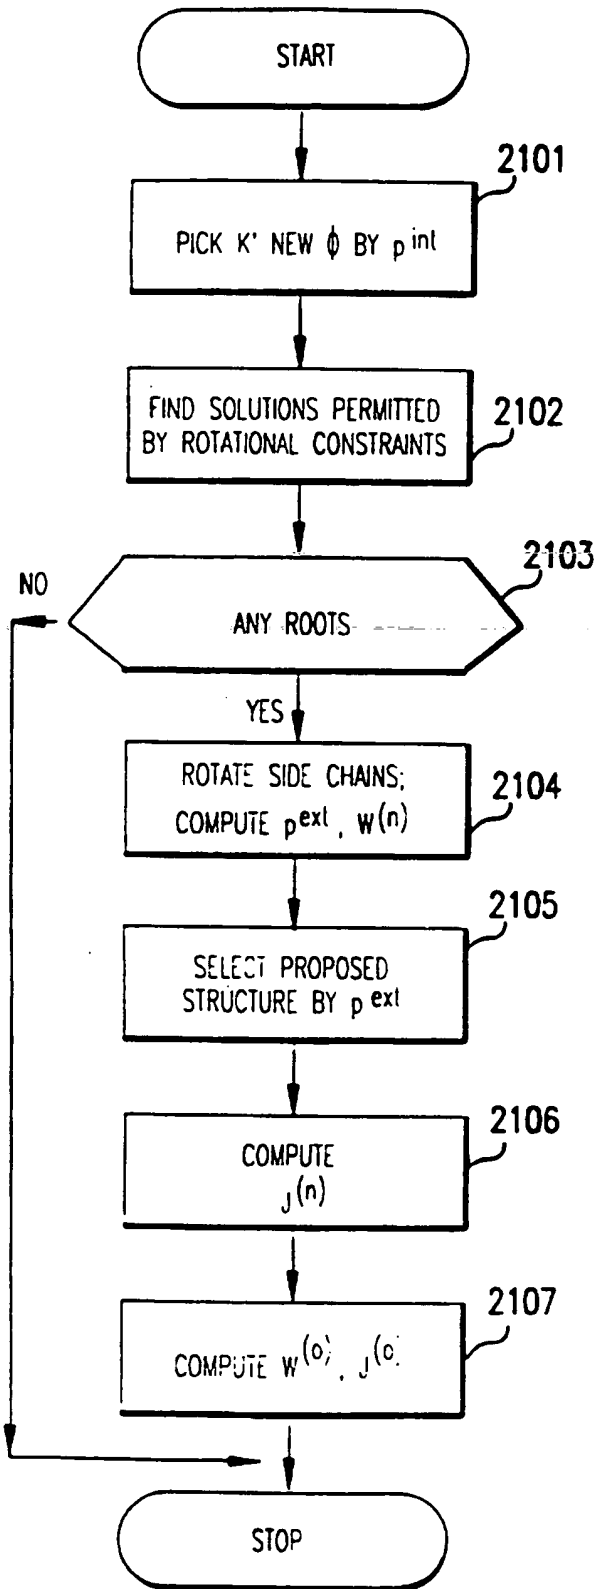 START
2101
PICK K' NEW ϕ BY p^int
2102
FIND SOLUTIONS PERMITTED
BY ROTATIONAL CONSTRAINTS
2103
NO
ANY ROOTS
YES
2104
ROTATE SIDE CHAINS;
COMPUTE p^ext, W^(n)
2105
SELECT PROPOSED
STRUCTURE BY p^ext
2106
COMPUTE
J^(n)
2107
COMPUTE W^(o), J^(o)
STOP